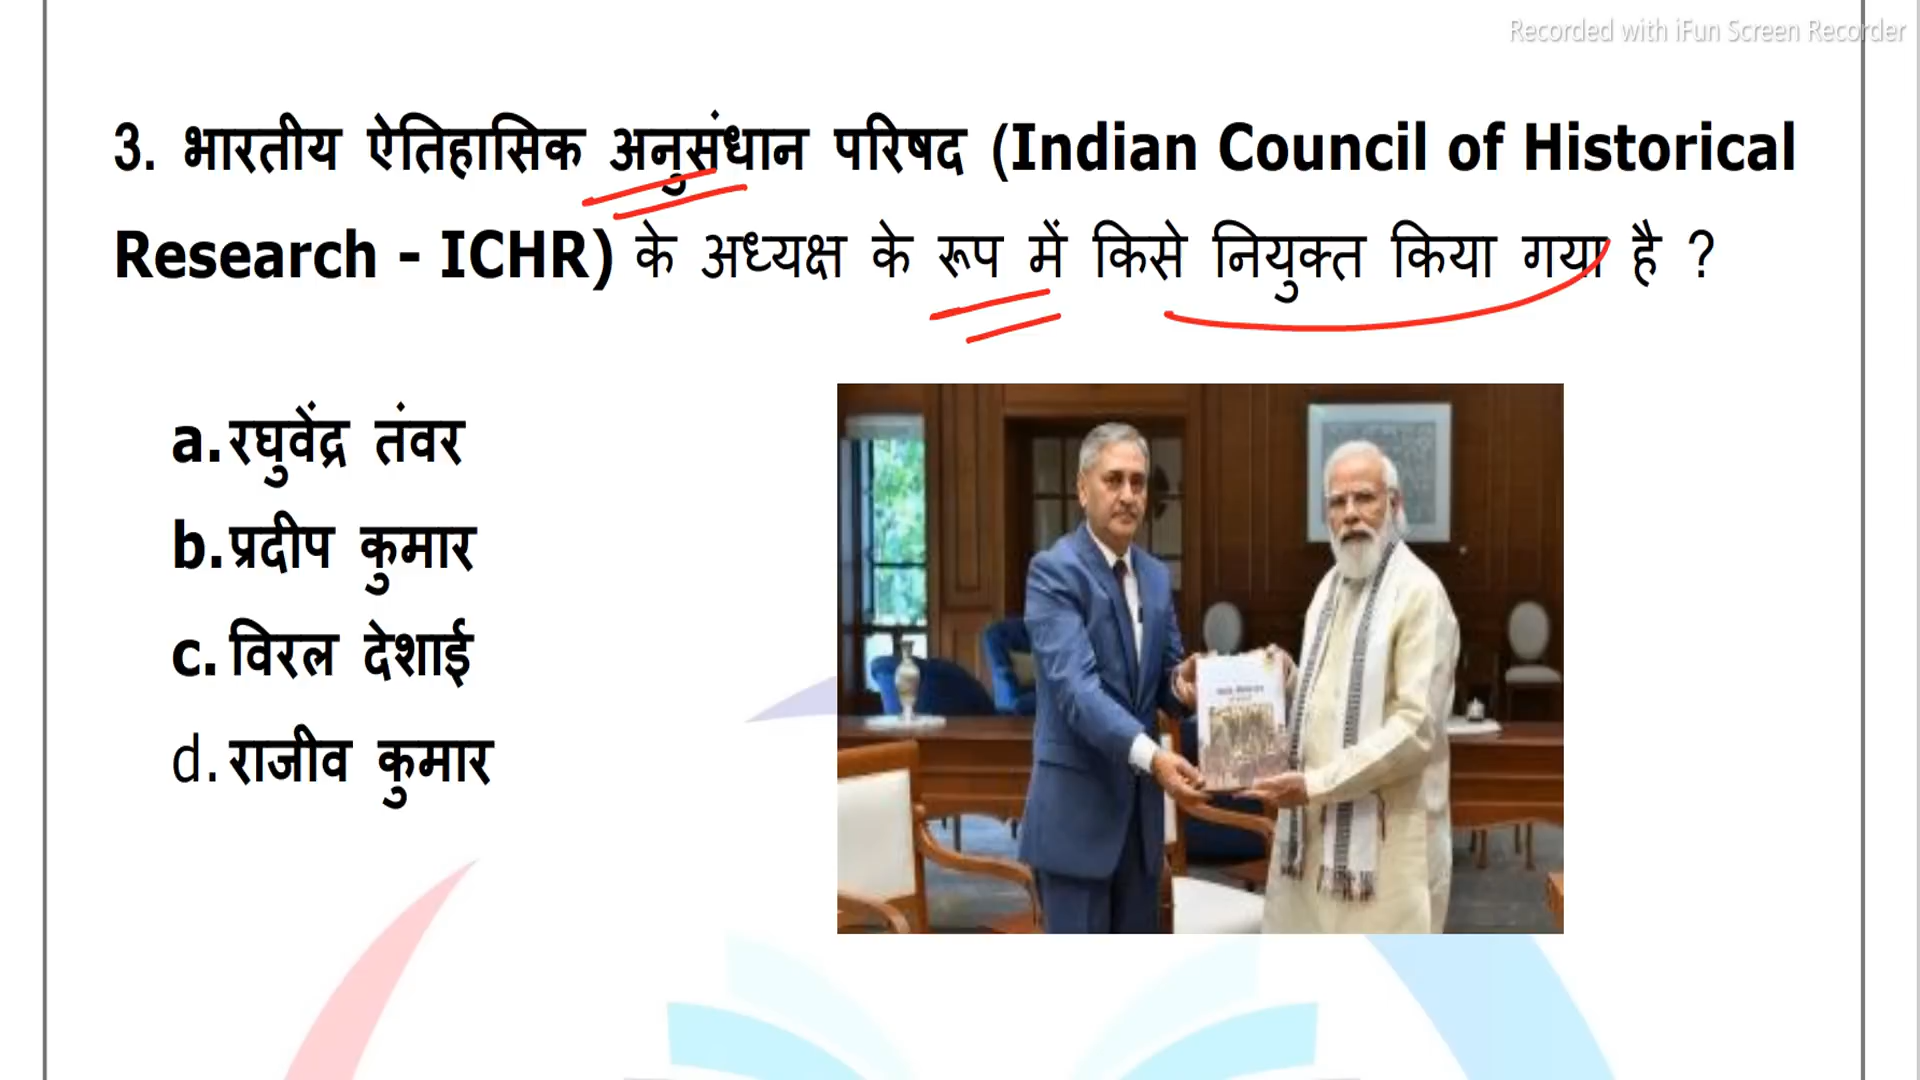 Recorded with iFun Screen Recorder
3. भारतीय ऐतिहासिक अनुसंधान परिषद (Indian Council of Historical
Research - ICHR) के अध्यक्ष के रूप में किसे नियुक्त किया गया है ?
a. रघुवेंद्र तंवर
b. प्रदीप कुमार
c. विरल देशाई
d. राजीव कुमार